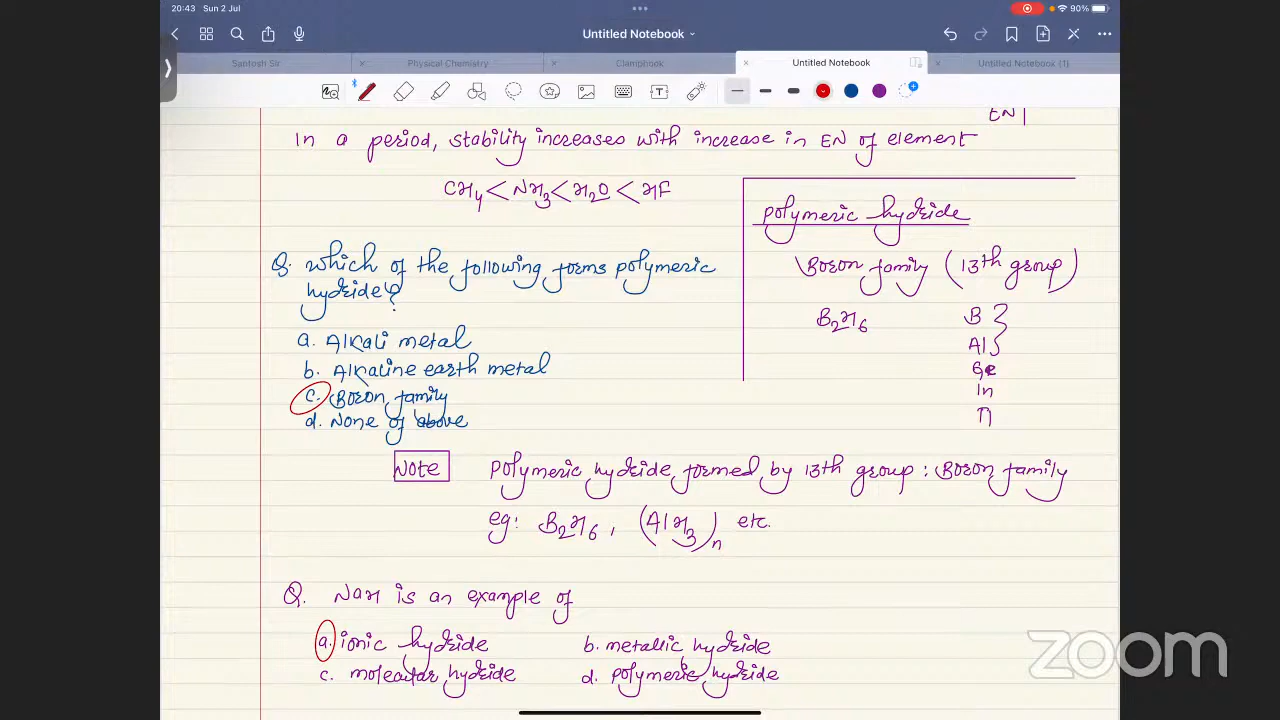 20:43 Sun 2 Jul
90%
Untitled Notebook
Santosh Sir
Physical Chemistry
Clampbook
Untitled Notebook
Untitled Notebook (1)
EN
In a period, stability increases with increase in EN of element
CH4 < NH3 < H2O < HF
polymeric hydride
Boron family (13th group)
B2H6
B
Al
Ge
In
Tl
Q. which of the following forms polymeric
hydride?
a. Alkali metal
b. Alkaline earth metal
c. Boron family
d. None of above
Note polymeric hydride formed by 13th group : Boron family
eg: B2H6, (AlH3)n etc.
Q. NaH is an example of
a. ionic hydride b. metallic hydride
c. molecular hydride d. polymeric hydride
zoom